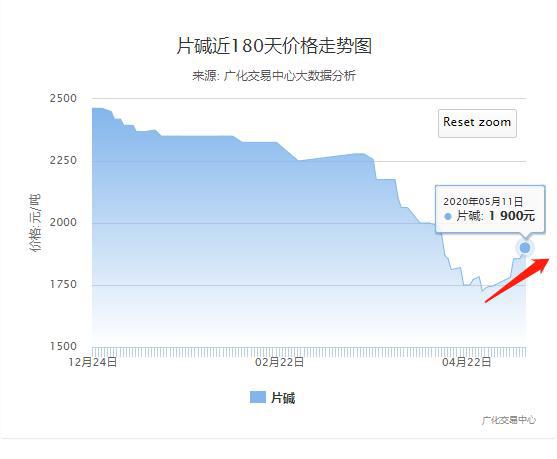 片碱近180天价格走势图
来源: 广化交易中心大数据分析
2500
2250
2000
1750
1500
价格:元/吨
Reset zoom
2020年05月11日
片碱: 1 900元
12月24日
02月22日
04月22日
片碱
广化交易中心